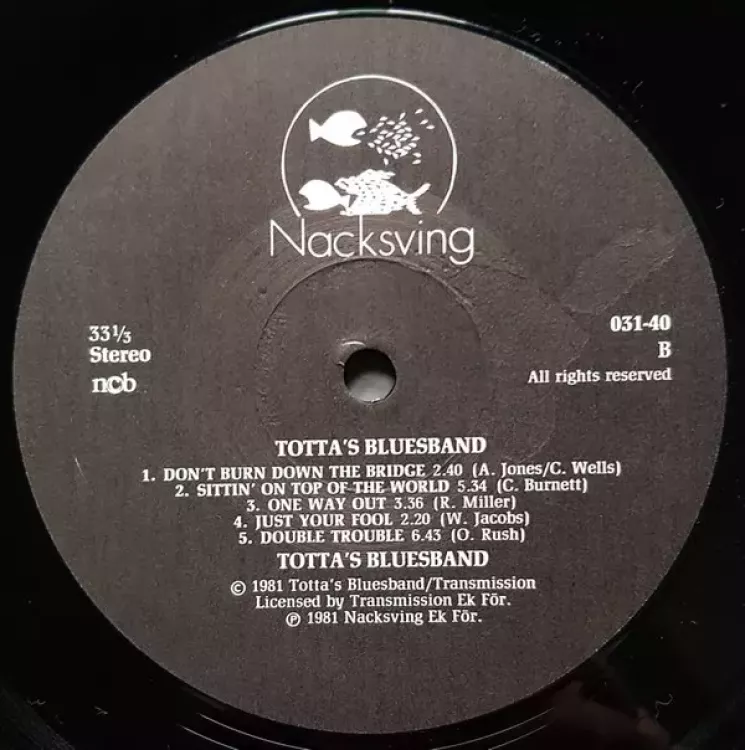 Nacksving
33⅓
Stereo
ncb
031-40
B
All rights reserved
TOTTA'S BLUESBAND
1. DON'T BURN DOWN THE BRIDGE 2.40 (A. Jones/C. Wells)
2. SITTIN' ON TOP OF THE WORLD 5.34 (C. Burnett)
3. ONE WAY OUT 3.36 (R. Miller)
4. JUST YOUR FOOL 2.20 (W. Jacobs)
5. DOUBLE TROUBLE 6.43 (O. Rush)
TOTTA'S BLUESBAND
© 1981 Totta's Bluesband/Transmission
Licensed by Transmission Ek För.
℗ 1981 Nacksving Ek För.